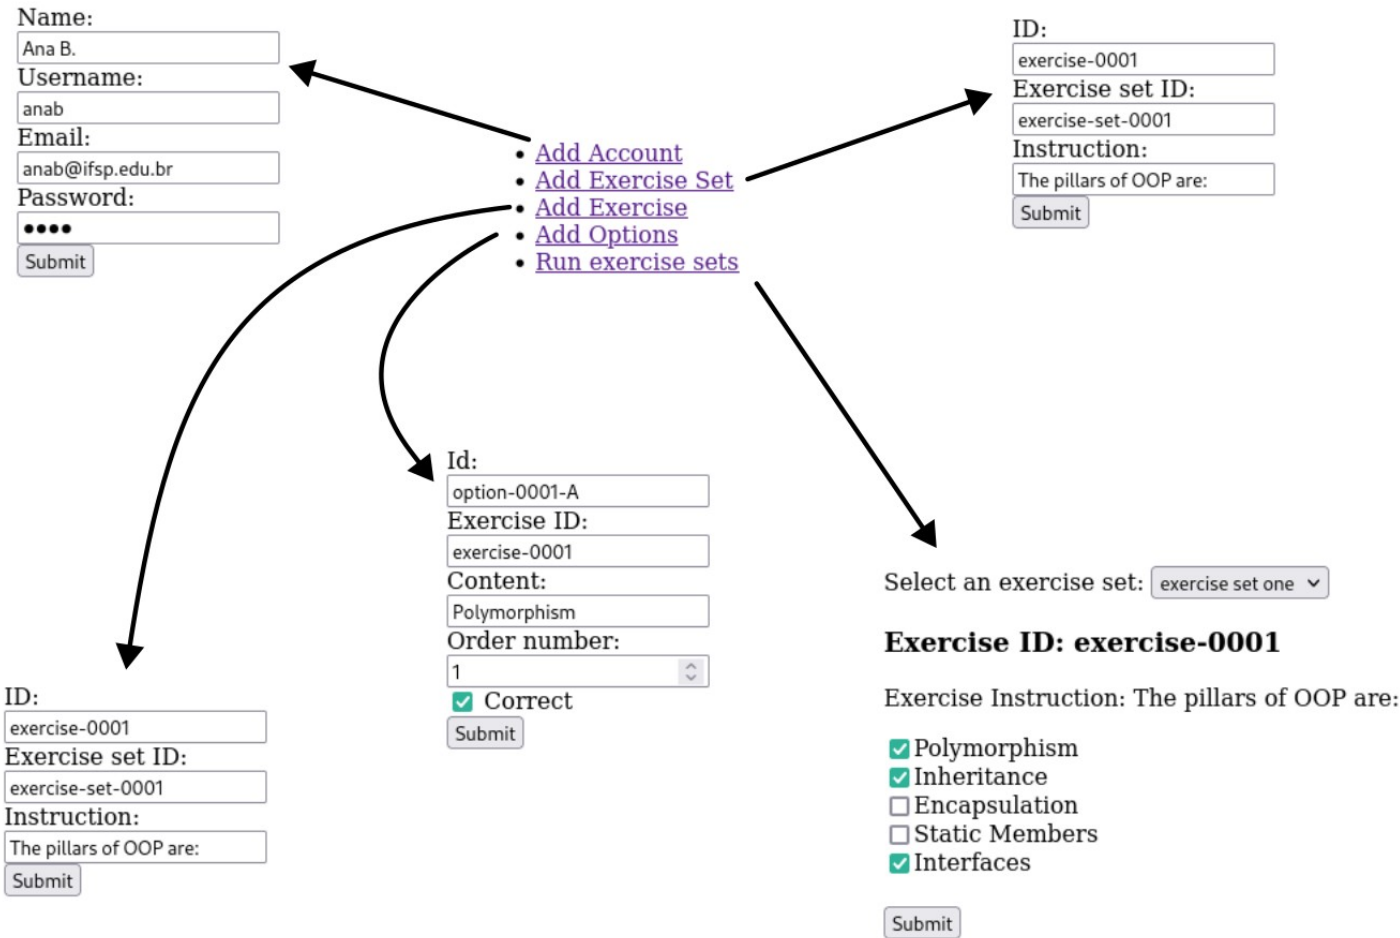 Name:
Ana B.
Username:
anab
Email:
anab@ifsp.edu.br
Password:
●●●●
Submit
Add Account
Add Exercise Set
Add Exercise
Add Options
Run exercise sets
ID:
exercise-0001
Exercise set ID:
exercise-set-0001
Instruction:
The pillars of OOP are:
Submit
ID:
exercise-0001
Exercise set ID:
exercise-set-0001
Instruction:
The pillars of OOP are:
Submit
Id:
option-0001-A
Exercise ID:
exercise-0001
Content:
Polymorphism
Order number:
1
Correct
Submit
Select an exercise set: exercise set one
Exercise ID: exercise-0001
Exercise Instruction: The pillars of OOP are:
Polymorphism
Inheritance
Encapsulation
Static Members
Interfaces
Submit